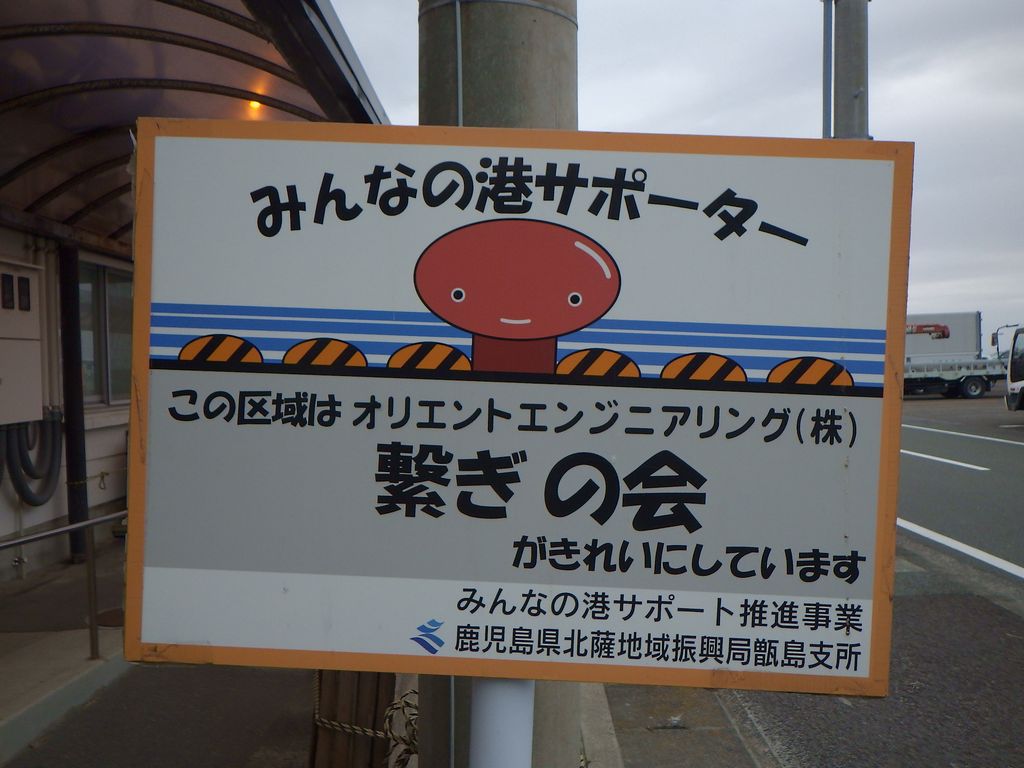 みんなの港サポーター
この区域は オリエントエンジニアリング(株)
繋ぎの会
がきれいにしています
みんなの港サポート推進事業
鹿児島県北薩地域振興局甑島支所